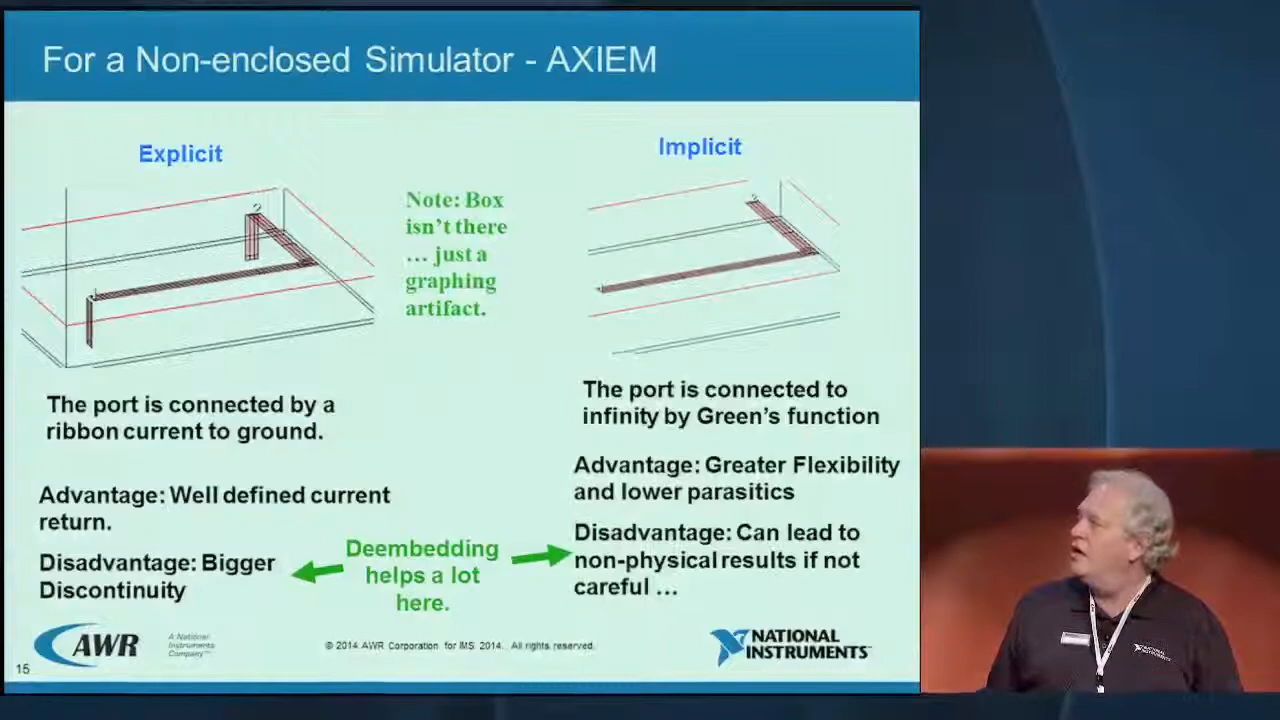 For a Non-enclosed Simulator - AXIEM
Explicit
Implicit
Note: Box
isn't there
… just a
graphing
artifact.
The port is connected by a
ribbon current to ground.
The port is connected to
infinity by Green's function
Advantage: Well defined current
return.
Advantage: Greater Flexibility
and lower parasitics
Disadvantage: Bigger
Discontinuity
Deembedding
helps a lot
here.
Disadvantage: Can lead to
non-physical results if not
careful …
AWR
A National
Instruments
Company™
© 2014 AWR Corporation for IMS 2014. All rights reserved.
NATIONAL
INSTRUMENTS™
15
NATIONAL
INSTRUMENTS